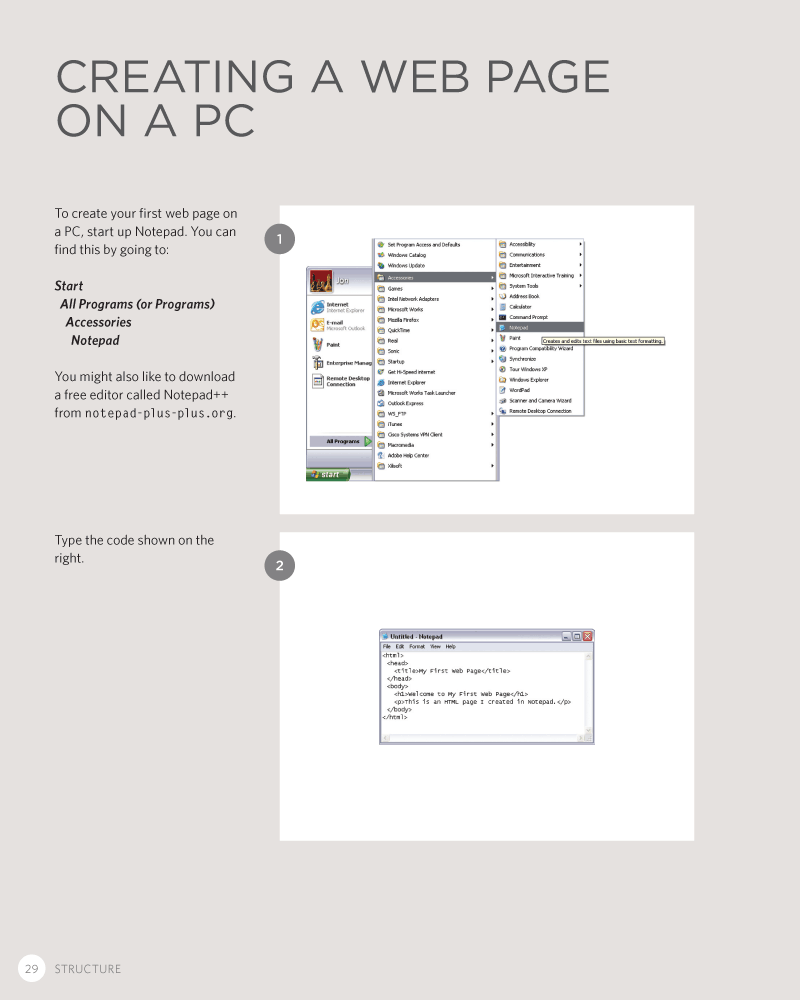 CREATING A WEB PAGE
ON A PC
To create your first web page on
a PC, start up Notepad. You can
find this by going to:
Start
All Programs (or Programs)
Accessories
Notepad
You might also like to download
a free editor called Notepad++
from notepad-plus-plus.org.
1
Jon
Internet
Internet Explorer
E-mail
Microsoft Outlook
Paint
Enterprise Manag
Remote Desktop
Connection
All Programs
start
Set Program Access and Defaults
Windows Catalog
Windows Update
Accessories
Games
Intel Network Adapters
Microsoft Works
Mozilla Firefox
QuickTime
Real
Sonic
Startup
Get Hi-Speed Internet
Internet Explorer
Microsoft Works Task Launcher
Outlook Express
WS_FTP
iTunes
Cisco Systems VPN Client
Macromedia
Adobe Help Center
Xilisoft
Accessibility
Communications
Entertainment
Microsoft Interactive Training
System Tools
Address Book
Calculator
Command Prompt
Notepad
Paint
Creates and edits text files using basic text formatting.
Program Compatibility Wizard
Synchronize
Tour Windows XP
Windows Explorer
WordPad
Scanner and Camera Wizard
Remote Desktop Connection
Type the code shown on the
right.
2
Untitled - Notepad
File Edit Format View Help
<html>
<head>
<title>My First Web Page</title>
</head>
<body>
<h1>Welcome to My First Web Page</h1>
<p>This is an HTML page I created in Notepad.</p>
</body>
</html>
29 STRUCTURE